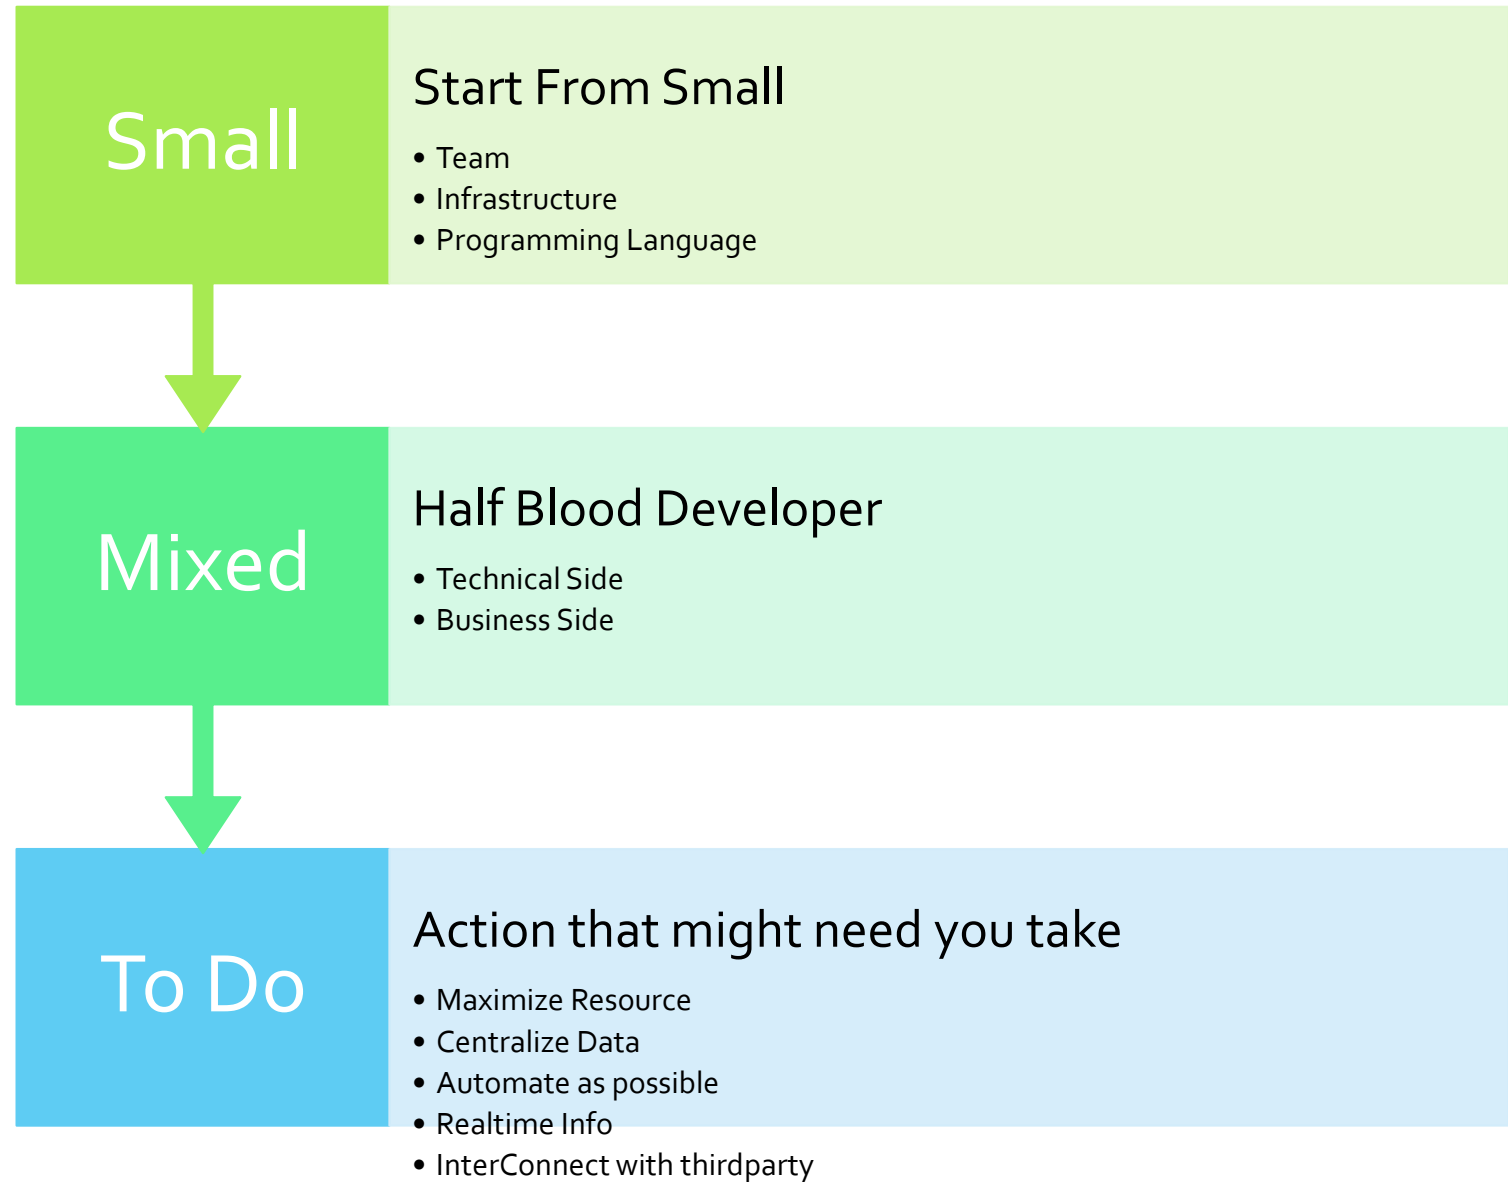 Small
Start From Small
• Team
• Infrastructure
• Programming Language
Mixed
Half Blood Developer
• Technical Side
• Business Side
To Do
Action that might need you take
• Maximize Resource
• Centralize Data
• Automate as possible
• Realtime Info
• InterConnect with thirdparty